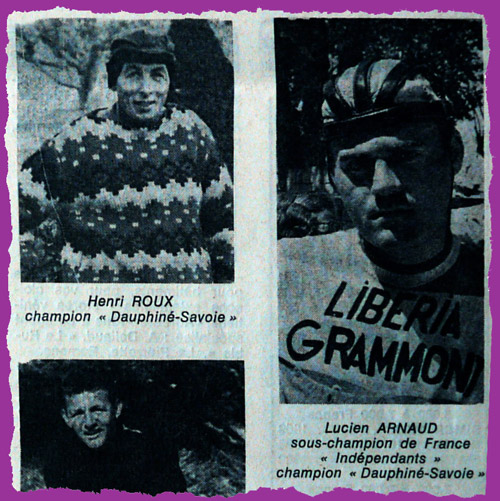 Henri ROUX
champion « Dauphiné-Savoie »
LIBERIA
GRAMMONT
Lucien ARNAUD
sous-champion de France
« Indépendants »
champion « Dauphiné-Savoie »